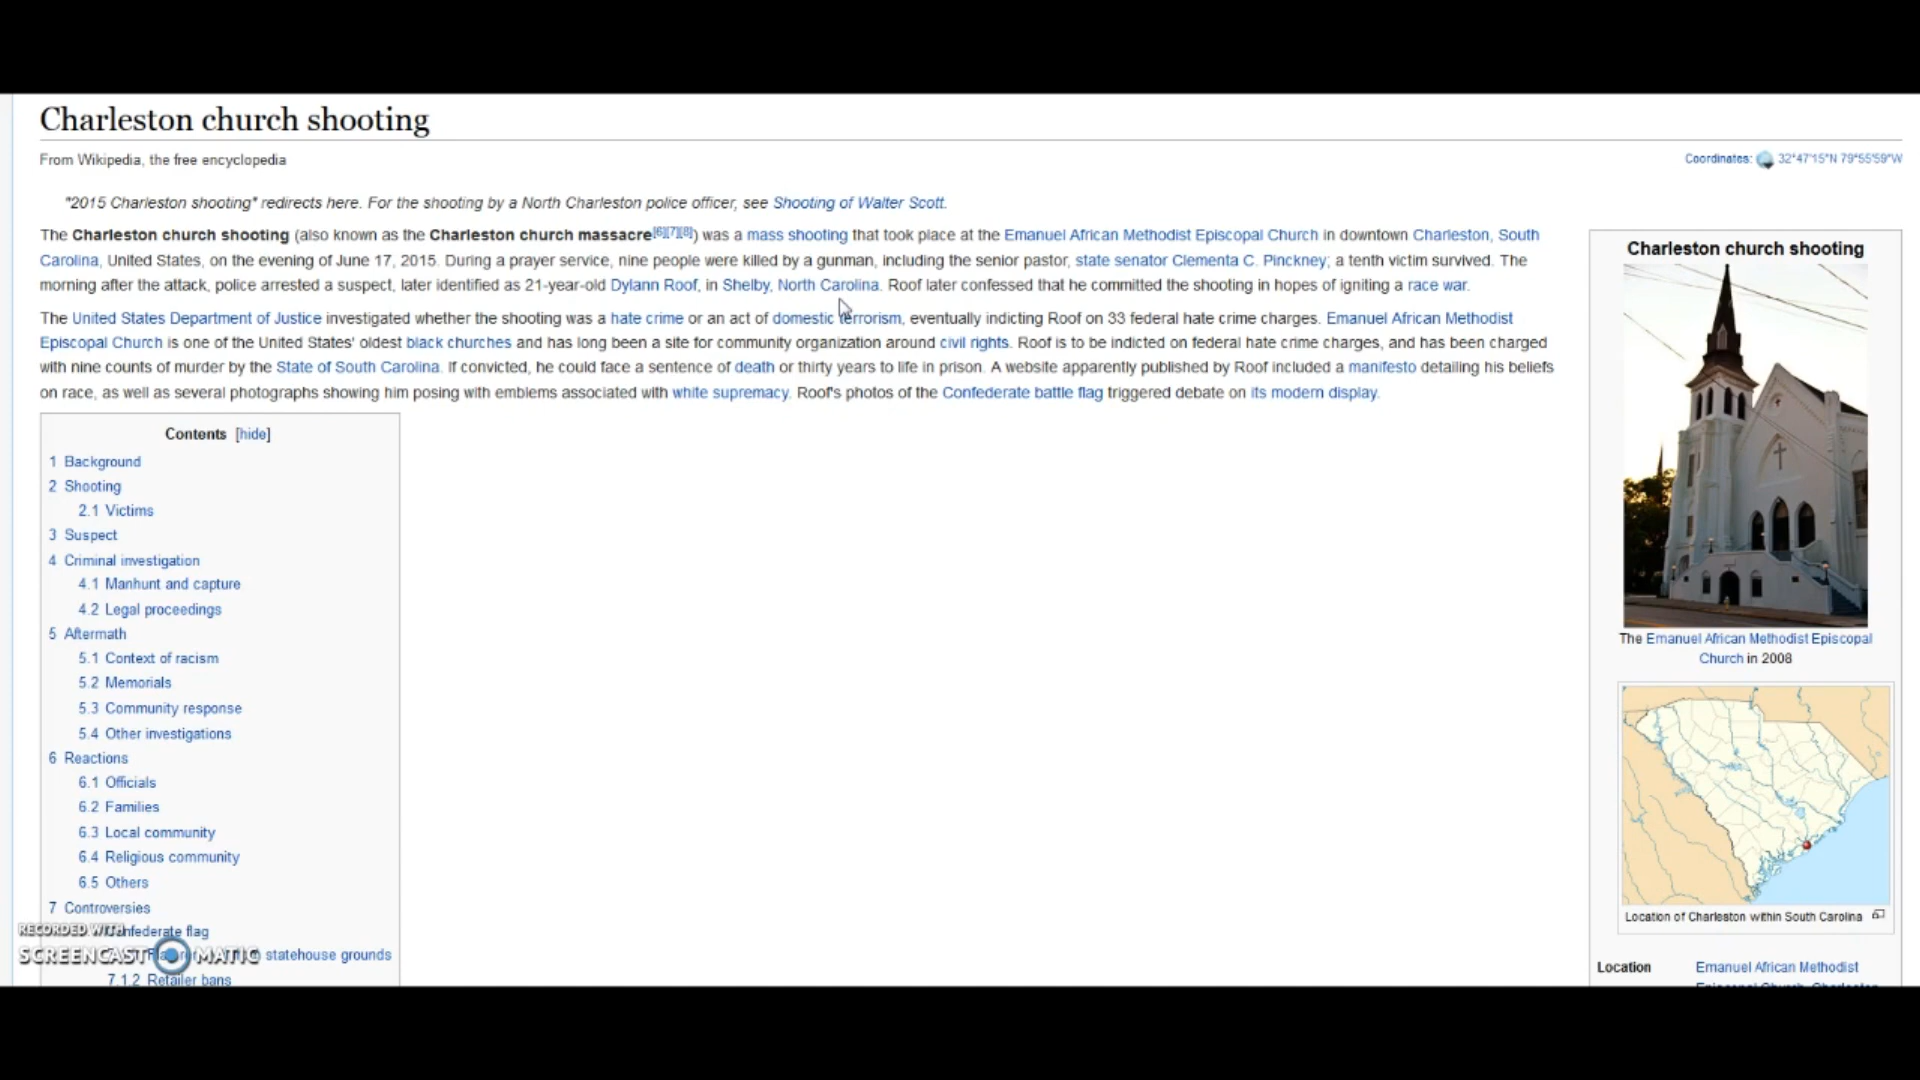 Charleston church shooting
From Wikipedia, the free encyclopedia
Coordinates: 32°47′15″N 79°55′59″W
"2015 Charleston shooting" redirects here. For the shooting by a North Charleston police officer, see Shooting of Walter Scott.
The Charleston church shooting (also known as the Charleston church massacre[6][7][8]) was a mass shooting that took place at the Emanuel African Methodist Episcopal Church in downtown Charleston, South
Carolina, United States, on the evening of June 17, 2015. During a prayer service, nine people were killed by a gunman, including the senior pastor, state senator Clementa C. Pinckney; a tenth victim survived. The
morning after the attack, police arrested a suspect, later identified as 21-year-old Dylann Roof, in Shelby, North Carolina. Roof later confessed that he committed the shooting in hopes of igniting a race war.
The United States Department of Justice investigated whether the shooting was a hate crime or an act of domestic terrorism, eventually indicting Roof on 33 federal hate crime charges. Emanuel African Methodist
Episcopal Church is one of the United States' oldest black churches and has long been a site for community organization around civil rights. Roof is to be indicted on federal hate crime charges, and has been charged
with nine counts of murder by the State of South Carolina. If convicted, he could face a sentence of death or thirty years to life in prison. A website apparently published by Roof included a manifesto detailing his beliefs
on race, as well as several photographs showing him posing with emblems associated with white supremacy. Roof's photos of the Confederate battle flag triggered debate on its modern display.
Contents [hide]
1 Background
2 Shooting
2.1 Victims
3 Suspect
4 Criminal investigation
4.1 Manhunt and capture
4.2 Legal proceedings
5 Aftermath
5.1 Context of racism
5.2 Memorials
5.3 Community response
5.4 Other investigations
6 Reactions
6.1 Officials
6.2 Families
6.3 Local community
6.4 Religious community
6.5 Others
7 Controversies
flag
statehouse grounds
7.1.2 Retailer bans
RECORDED WITH
SCREENCAST MATIC
Charleston church shooting
The Emanuel African Methodist Episcopal
Church in 2008
Location of Charleston within South Carolina
Location Emanuel African Methodist